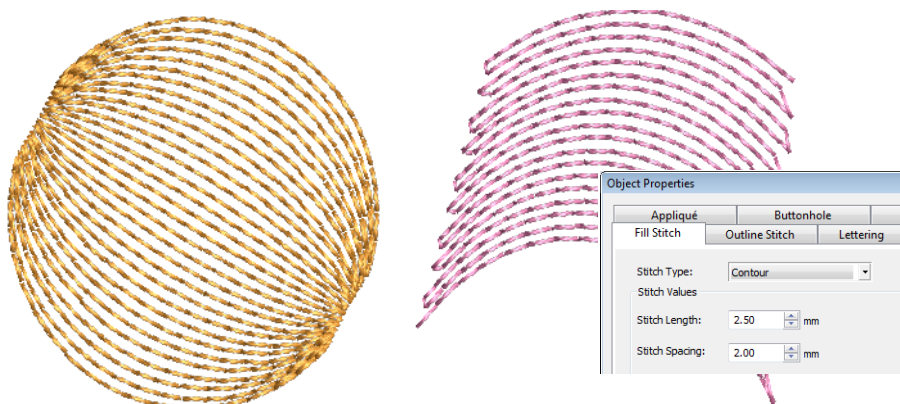 Object Properties
Appliqué Buttonhole
Fill Stitch Outline Stitch Lettering
Stitch Type: Contour
Stitch Values
Stitch Length: 2.50 mm
Stitch Spacing: 2.00 mm